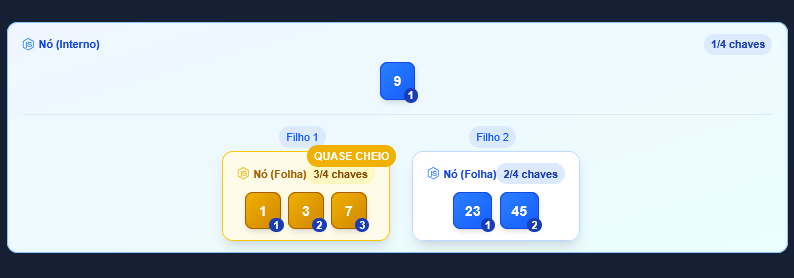 Nó (Interno) 1/4 chaves
9
1
Filho 1 Filho 2
QUASE CHEIO
Nó (Folha) 3/4 chaves Nó (Folha) 2/4 chaves
1 3 7 23 45
1 2 3 1 2